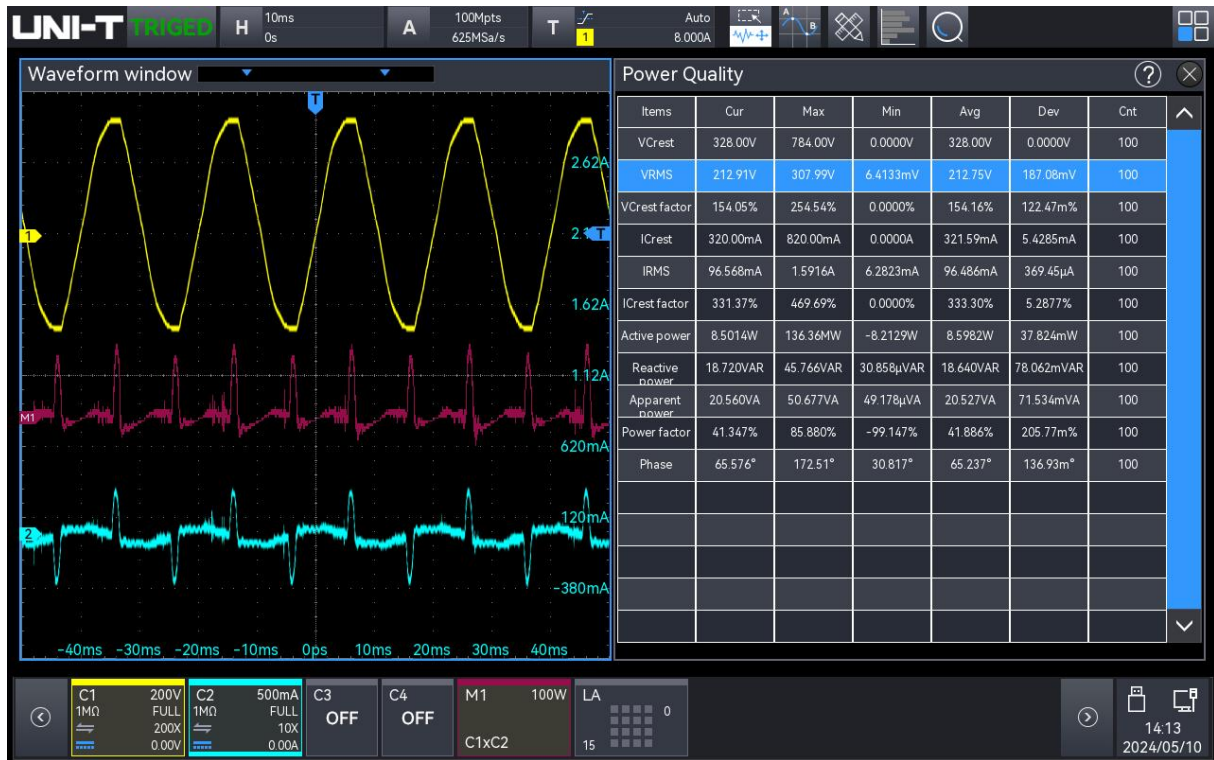 UNI-T TRIGED H 10ms 0s A 100Mpts 625MSa/s T 1 Auto 8.000A A B
Waveform window
T
2.62A
1 T
1.62A
1.12A
M1
620mA
120mA
2
-380mA
-40ms -30ms -20ms -10ms 0ps 10ms 20ms 30ms 40ms
Power Quality ?
Items Cur Max Min Avg Dev Cnt
VCrest 328.00V 784.00V 0.0000V 328.00V 0.0000V 100
VRMS 212.91V 307.99V 6.4133mV 212.75V 187.08mV 100
VCrest factor 154.05% 254.54% 0.0000% 154.16% 122.47m% 100
ICrest 320.00mA 820.00mA 0.0000A 321.59mA 5.4285mA 100
IRMS 96.568mA 1.5916A 6.2823mA 96.486mA 369.45μA 100
ICrest factor 331.37% 469.69% 0.0000% 333.30% 5.2877% 100
Active power 8.5014W 136.36MW -8.2129W 8.5982W 37.824mW 100
Reactive power 18.720VAR 45.766VAR 30.858μVAR 18.640VAR 78.062mVAR 100
Apparent power 20.560VA 50.677VA 49.178μVA 20.527VA 71.534mVA 100
Power factor 41.347% 85.880% -99.147% 41.886% 205.77m% 100
Phase 65.576° 172.51° 30.817° 65.237° 136.93m° 100
C1 200V
1MΩ FULL
200X
0.00V
C2 500mA
1MΩ FULL
10X
0.00A
C3
OFF
C4
OFF
M1 100W
C1xC2
LA
0
15
14:13
2024/05/10